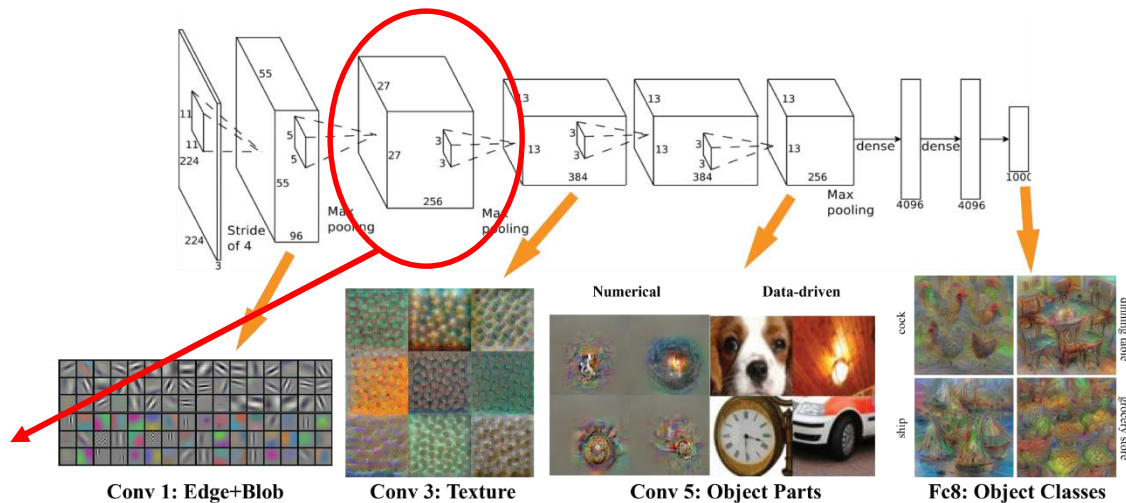 55
27
13
13
13
11
5
3
3
3
11
5
3
3
3
224
55
27
13
13
13
dense
dense
384
384
256
1000
256
Max
pooling
4096
4096
Stride
of 4
Max
pooling
Max
pooling
224
96
3
Numerical
Data-driven
cock
dinning table
ship
grocery store
Conv 1: Edge+Blob
Conv 3: Texture
Conv 5: Object Parts
Fc8: Object Classes